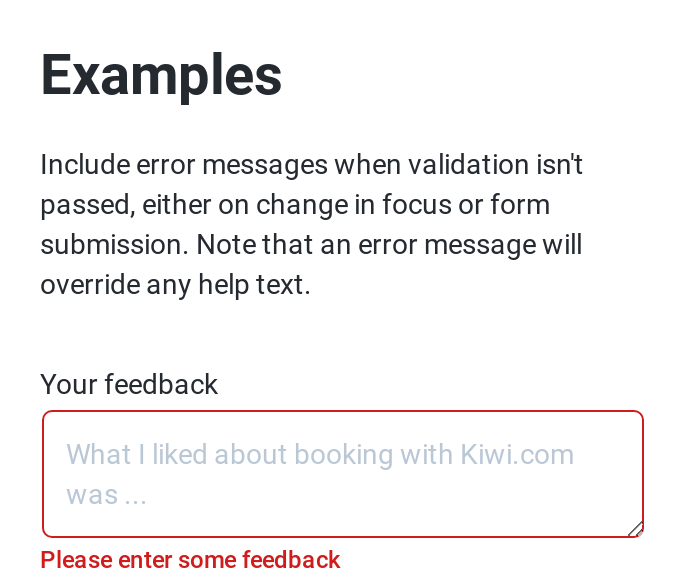 Examples
Include error messages when validation isn't
passed, either on change in focus or form
submission. Note that an error message will
override any help text.
Your feedback
What I liked about booking with Kiwi.com
was ...
Please enter some feedback